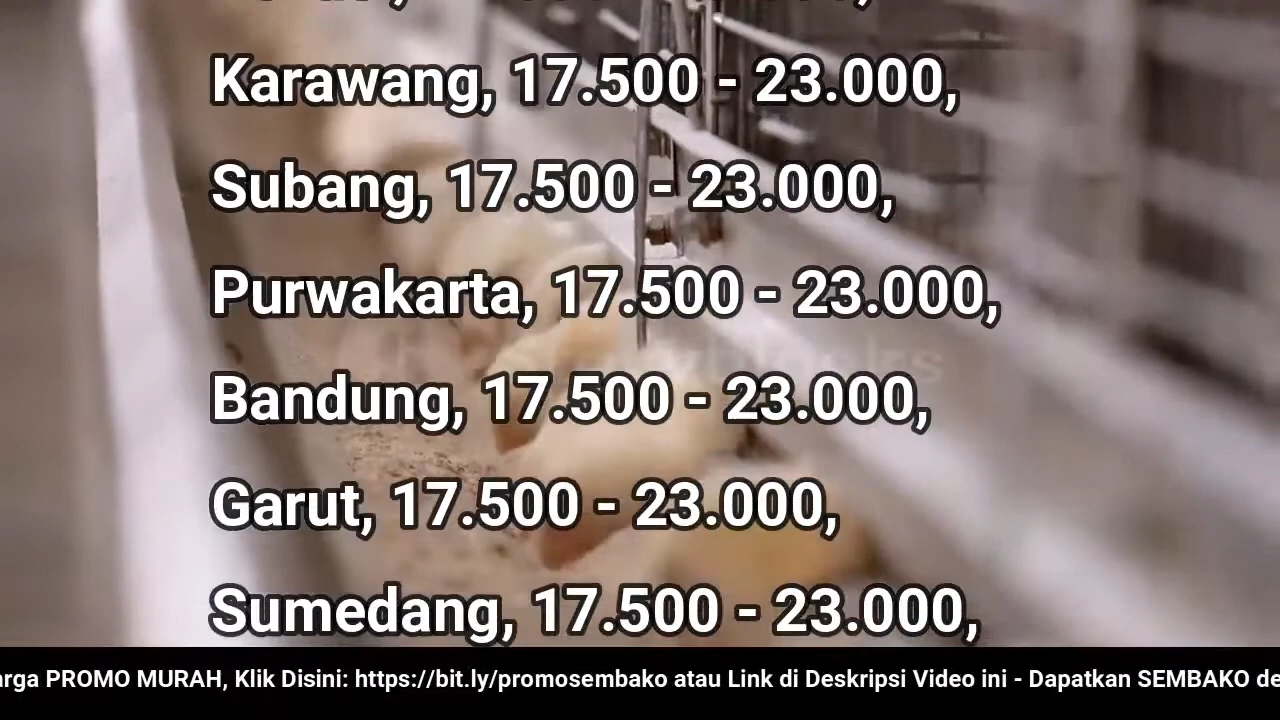 Karawang, 17.500 - 23.000,
Subang, 17.500 - 23.000,
Purwakarta, 17.500 - 23.000,
Bandung, 17.500 - 23.000,
Garut, 17.500 - 23.000,
Sumedang, 17.500 - 23.000,
arga PROMO MURAH, Klik Disini: https://bit.ly/promosembako atau Link di Deskripsi Video ini - Dapatkan SEMBAKO de